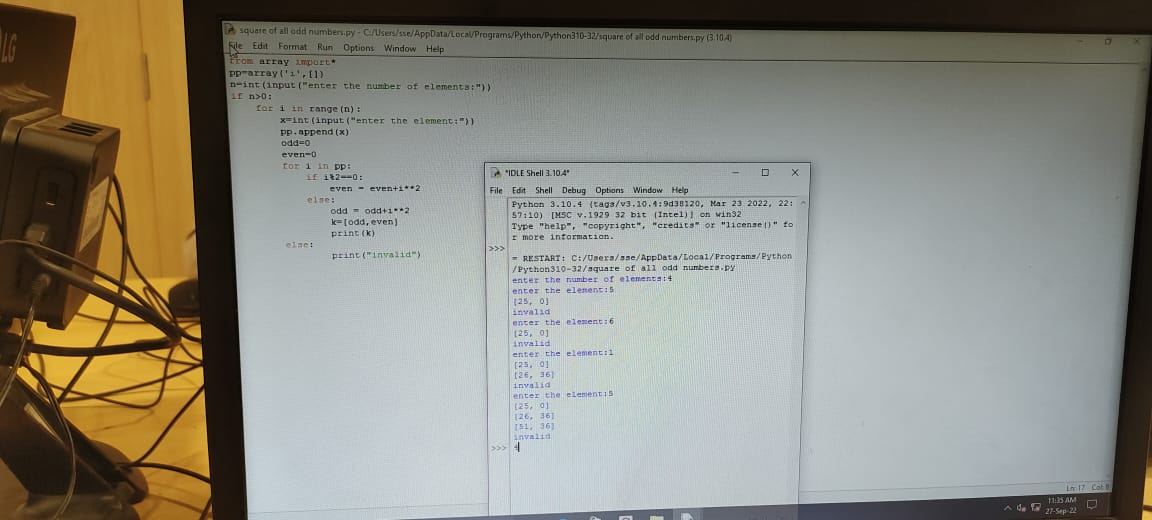 LG
square of all odd numbers.py - C:/Users/sse/AppData/Local/Programs/Python/Python310-32/square of all odd numbers.py (3.10.4)
File Edit Format Run Options Window Help
from array import*
pp=array('i',[])
n=int(input("enter the number of elements:"))
if n>0:
    for i in range(n):
        x=int(input("enter the element:"))
        pp.append(x)
        odd=0
        even=0
        for i in pp:
            if i%2==0:
                even = even+i**2
            else:
                odd = odd+i**2
                k=[odd,even]
                print(k)
        else:
                print("invalid")
*IDLE Shell 3.10.4*
File Edit Shell Debug Options Window Help
Python 3.10.4 (tags/v3.10.4:9d38120, Mar 23 2022, 22:
57:10) [MSC v.1929 32 bit (Intel)] on win32
Type "help", "copyright", "credits" or "license()" fo
r more information.
>>>
= RESTART: C:/Users/sse/AppData/Local/Programs/Python
/Python310-32/square of all odd numbers.py
enter the number of elements:4
enter the element:5
[25, 0]
invalid
enter the element:6
[25, 0]
invalid
enter the element:1
[25, 0]
[26, 36]
invalid
enter the element:5
[25, 0]
[26, 36]
[51, 36]
invalid
>>>
Ln: 17 Col: 8
11:35 AM
27-Sep-22